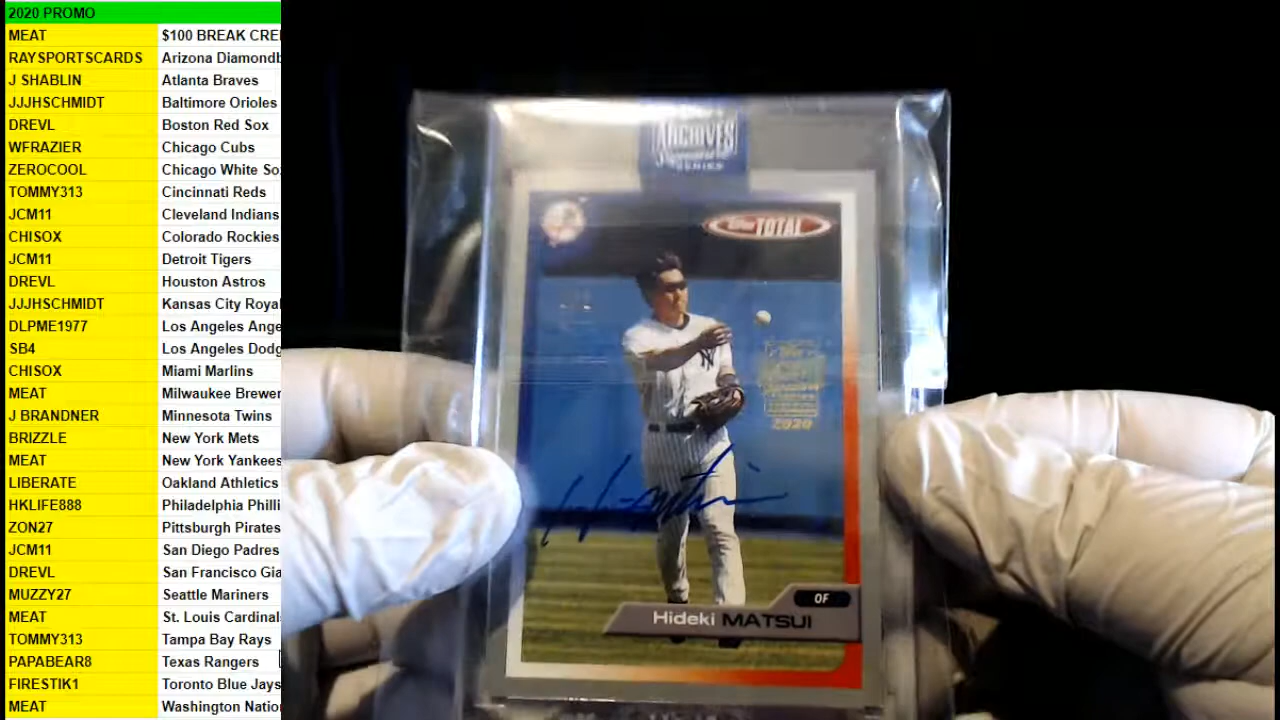 2020 PROMO
MEAT $100 BREAK CRE
RAYSPORTSCARDS Arizona Diamondb
J SHABLIN Atlanta Braves
JJJHSCHMIDT Baltimore Orioles
DREVL Boston Red Sox
WFRAZIER Chicago Cubs
ZEROCOOL Chicago White So
TOMMY313 Cincinnati Reds
JCM11 Cleveland Indians
CHISOX Colorado Rockies
JCM11 Detroit Tigers
DREVL Houston Astros
JJJHSCHMIDT Kansas City Roya
DLPME1977 Los Angeles Ange
SB4 Los Angeles Dodg
CHISOX Miami Marlins
MEAT Milwaukee Brewer
J BRANDNER Minnesota Twins
BRIZZLE New York Mets
MEAT New York Yankees
LIBERATE Oakland Athletics
HKLIFE888 Philadelphia Philli
ZON27 Pittsburgh Pirates
JCM11 San Diego Padres
DREVL San Francisco Gia
MUZZY27 Seattle Mariners
MEAT St. Louis Cardinal
TOMMY313 Tampa Bay Rays
PAPABEAR8 Texas Rangers
FIRESTIK1 Toronto Blue Jays
MEAT Washington Natio
ARCHIVES
SERIES
Topps TOTAL
2020
OF
Hideki MATSUI